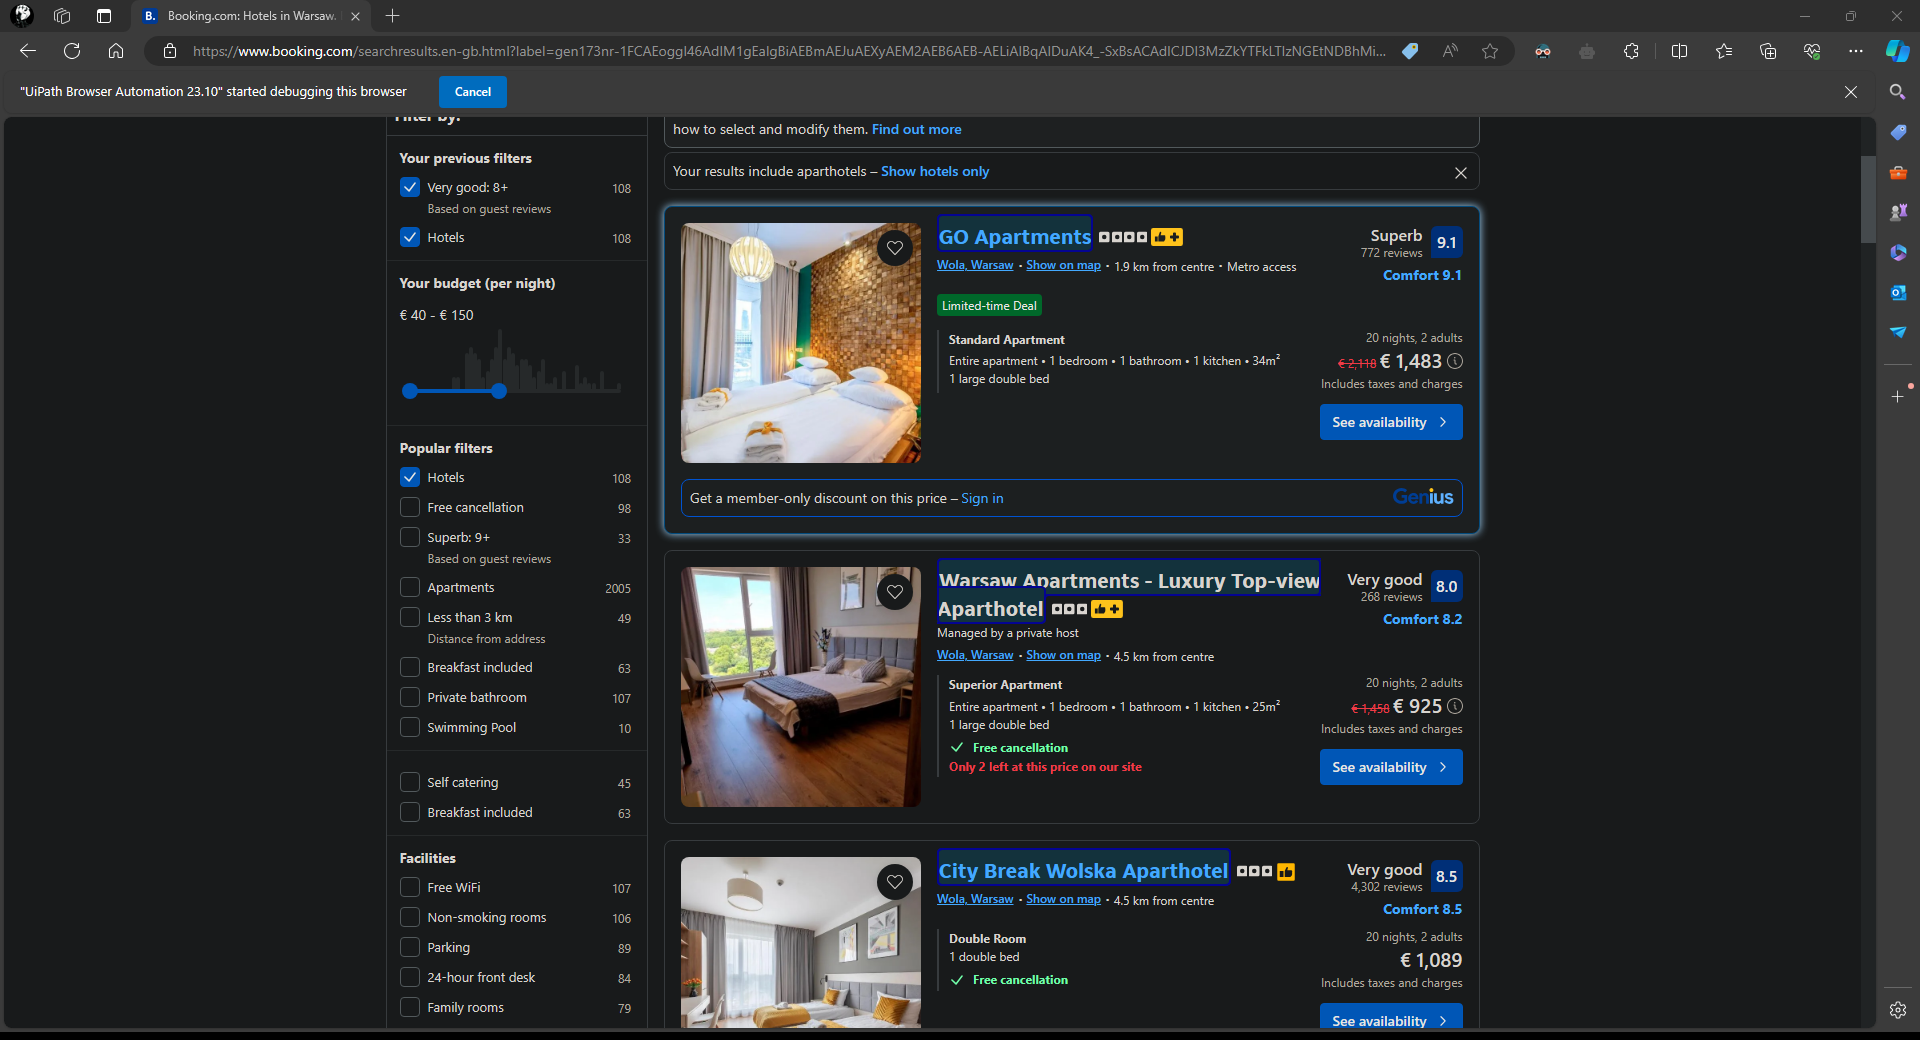 Booking.com: Hotels in Warsaw.
https://www.booking.com/searchresults.en-gb.html?label=gen173nr-1FCAEoggI46AdIM1gEaIgBiAEBmAEJuAEXyAEM2AEB6AEB-AELiAIBqAIDuAK4_-SxBsACAdICJDI3MzZkYTFkLTIzNGEtNDBhMi...
"UiPath Browser Automation 23.10" started debugging this browser
Cancel
Filter by:
Your previous filters
Very good: 8+ 108
Based on guest reviews
Hotels 108
Your budget (per night)
€ 40 - € 150
Popular filters
Hotels 108
Free cancellation 98
Superb: 9+ 33
Based on guest reviews
Apartments 2005
Less than 3 km 49
Distance from address
Breakfast included 63
Private bathroom 107
Swimming Pool 10
Self catering 45
Breakfast included 63
Facilities
Free WiFi 107
Non-smoking rooms 106
Parking 89
24-hour front desk 84
Family rooms 79
how to select and modify them. Find out more
Your results include aparthotels – Show hotels only
GO Apartments
Wola, Warsaw • Show on map • 1.9 km from centre • Metro access
Superb 9.1
772 reviews
Comfort 9.1
Limited-time Deal
Standard Apartment
Entire apartment • 1 bedroom • 1 bathroom • 1 kitchen • 34m²
1 large double bed
20 nights, 2 adults
€ 2,118 € 1,483
Includes taxes and charges
See availability
Get a member-only discount on this price – Sign in
Genius
Warsaw Apartments - Luxury Top-view
Aparthotel
Managed by a private host
Wola, Warsaw • Show on map • 4.5 km from centre
Very good 8.0
268 reviews
Comfort 8.2
Superior Apartment
Entire apartment • 1 bedroom • 1 bathroom • 1 kitchen • 25m²
1 large double bed
Free cancellation
Only 2 left at this price on our site
20 nights, 2 adults
€ 1,458 € 925
Includes taxes and charges
See availability
City Break Wolska Aparthotel
Wola, Warsaw • Show on map • 4.5 km from centre
Very good 8.5
4,302 reviews
Comfort 8.5
Double Room
1 double bed
Free cancellation
20 nights, 2 adults
€ 1,089
Includes taxes and charges
See availability